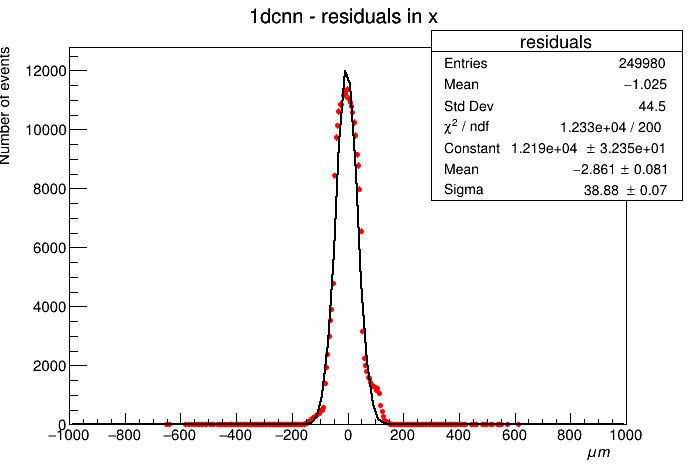 1dcnn - residuals in x
residuals
Entries 249980
Mean −1.025
Std Dev 44.5
χ² / ndf 1.233e+04 / 200
Constant 1.219e+04 ± 3.235e+01
Mean −2.861 ± 0.081
Sigma 38.88 ± 0.07
Number of events
12000
10000
8000
6000
4000
2000
0
−1000 −800 −600 −400 −200 0 200 400 600 800 1000
μm